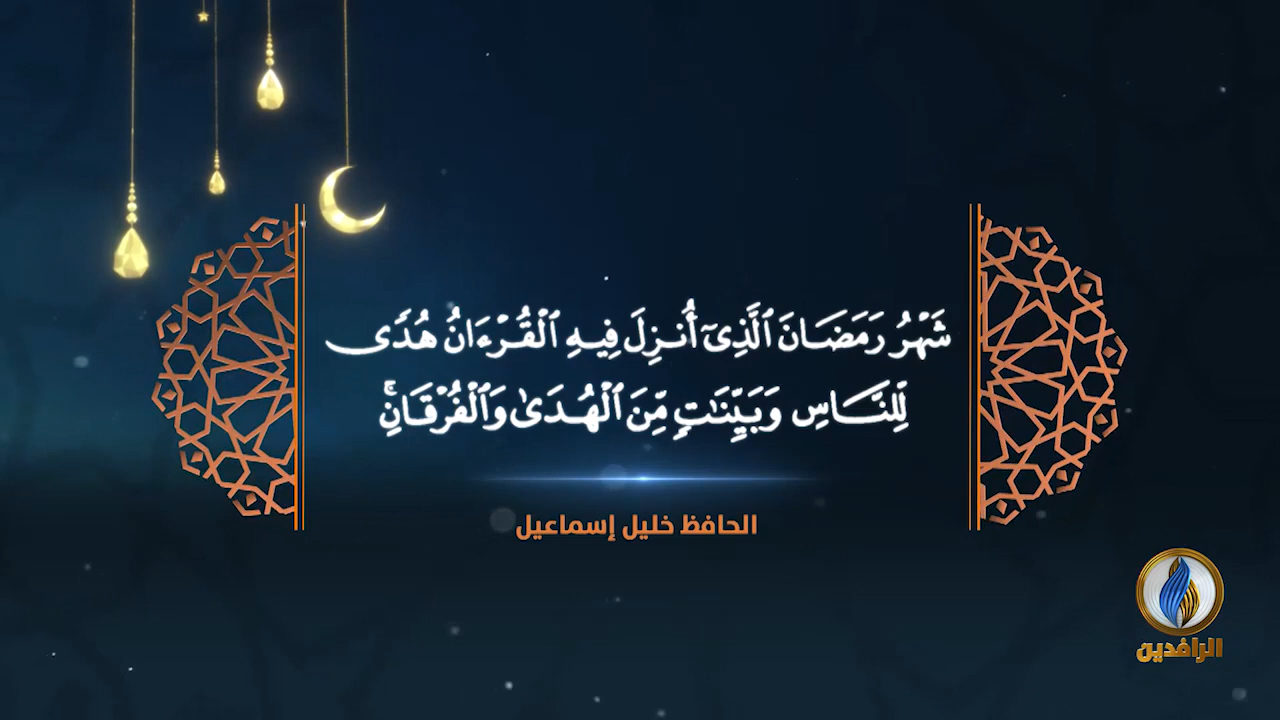 شَهْرُ رَمَضَانَ ٱلَّذِىٓ أُنزِلَ فِيهِ ٱلْقُرْءَانُ هُدًى
لِّلنَّاسِ وَبَيِّنَٰتٍ مِّنَ ٱلْهُدَىٰ وَٱلْفُرْقَانِۚ
الحافظ خليل إسماعيل
الرافدين